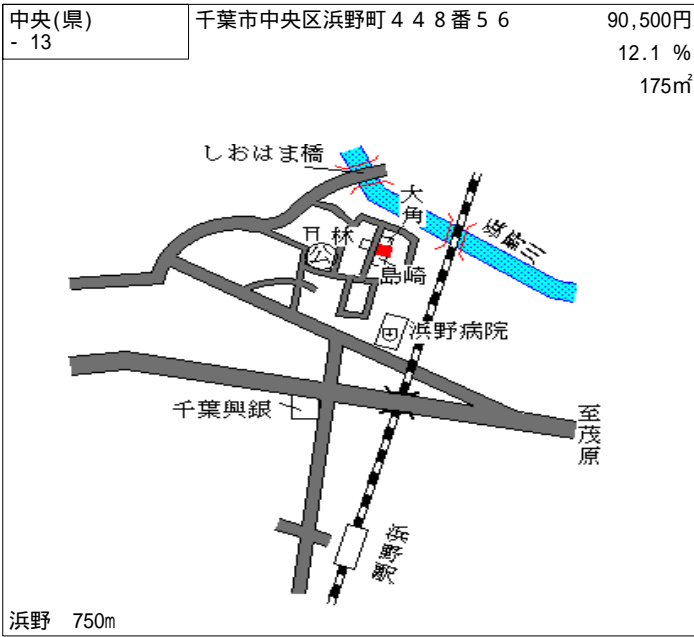 中央(県)
- 13
千葉市中央区浜野町４４８番５６
90,500円
12.1 %
175㎡
しおはま橋
大角
林
公
島崎
浜野病院
千葉興銀
至茂原
浜野駅
浜野 750m